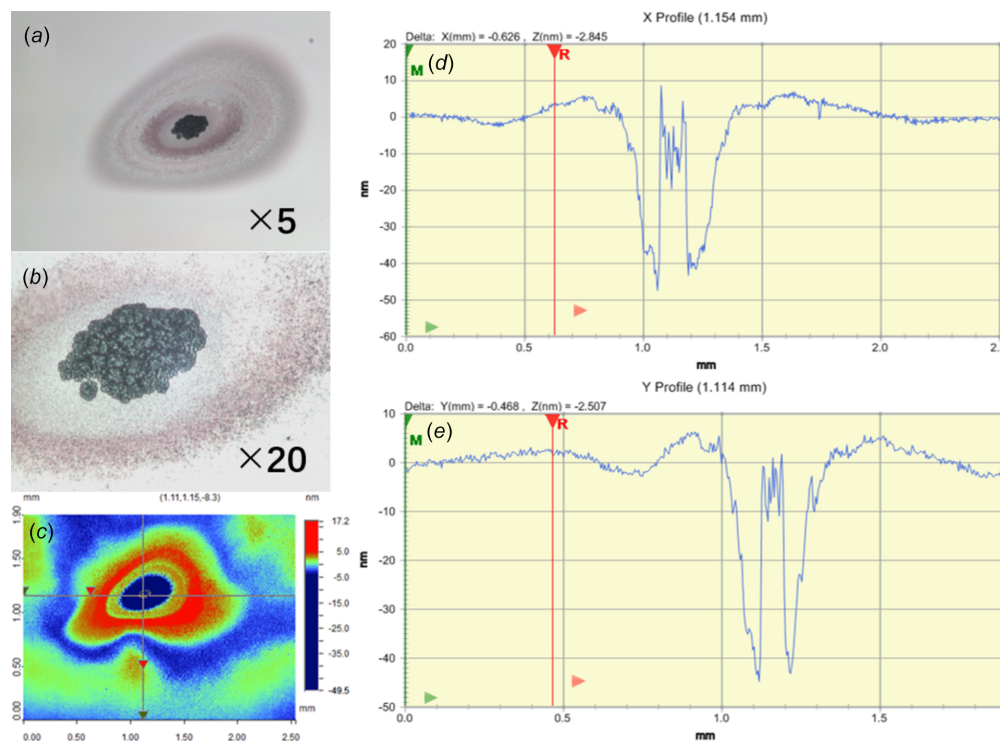 (a)
×5
(b)
×20
mm (1.11,1.15,-8.3) nm
(c)
1.90
1.50
1.00
0.50
0.00
17.2
5.0
-5.0
-15.0
-25.0
-35.0
-49.5
mm
0.00 0.50 1.00 1.50 2.00 2.50
X Profile (1.154 mm)
Delta: X(mm) = -0.626 , Z(nm) = -2.845
M (d) R
20
10
0
-10
-20
-30
-40
-50
-60
nm
0.0 0.5 1.0 1.5 2.0 2.
mm
Y Profile (1.114 mm)
Delta: Y(mm) = -0.468 , Z(nm) = -2.507
M (e) R
10
0
-10
-20
-30
-40
-50
nm
0.0 0.5 1.0 1.5
mm